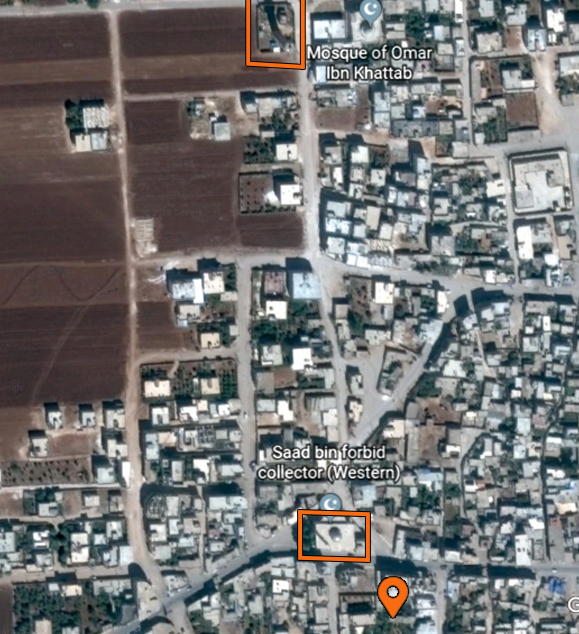 Mosque of Omar
Ibn Khattab
Saad bin forbid
collector (Western)
G